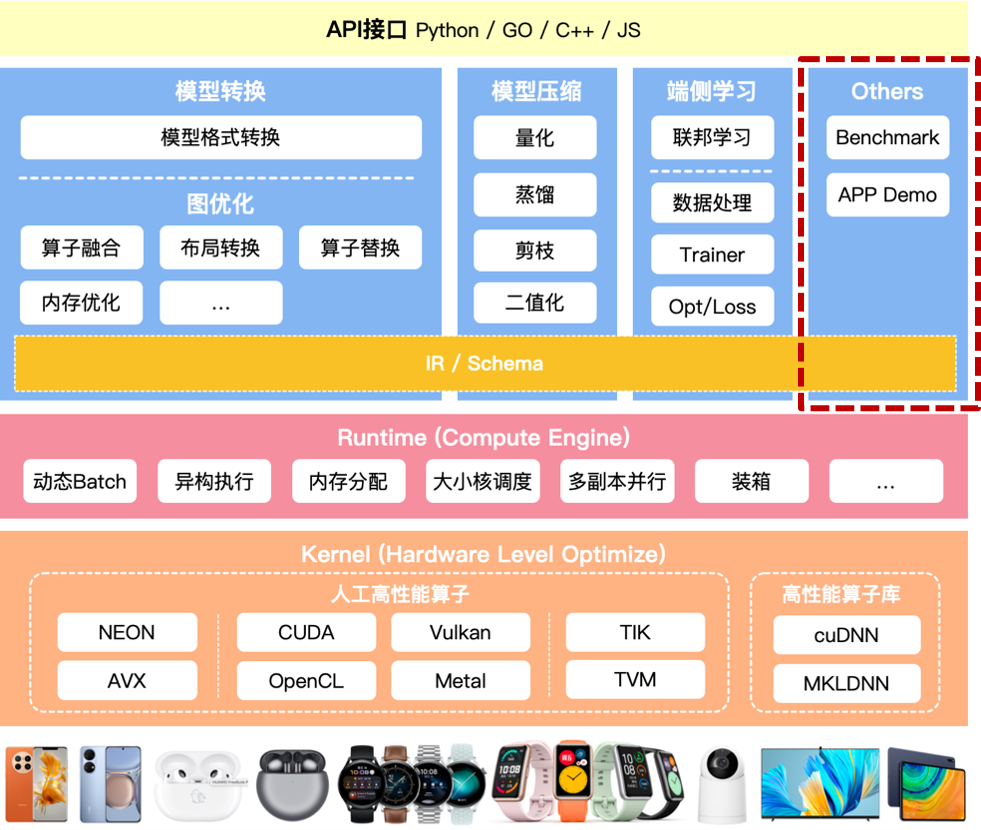 API接口 Python / GO / C++ / JS
模型转换
模型格式转换
图优化
算子融合
布局转换
算子替换
内存优化
...
模型压缩
量化
蒸馏
剪枝
二值化
端侧学习
联邦学习
数据处理
Trainer
Opt/Loss
Others
Benchmark
APP Demo
IR / Schema
Runtime (Compute Engine)
动态Batch
异构执行
内存分配
大小核调度
多副本并行
装箱
...
Kernel (Hardware Level Optimize)
人工高性能算子
NEON
CUDA
Vulkan
TIK
AVX
OpenCL
Metal
TVM
高性能算子库
cuDNN
MKLDNN